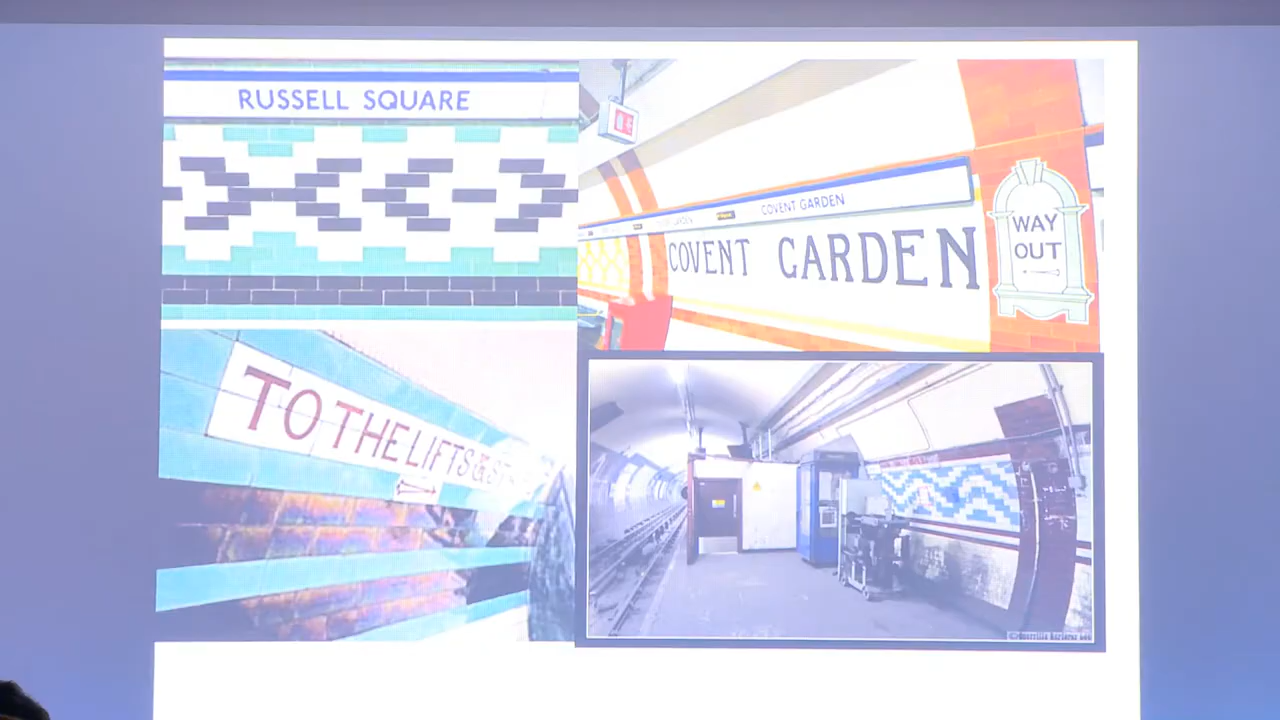 RUSSELL SQUARE
COVENT GARDEN
COVENT GARDEN
WAY
OUT
TO THE LIFTS &